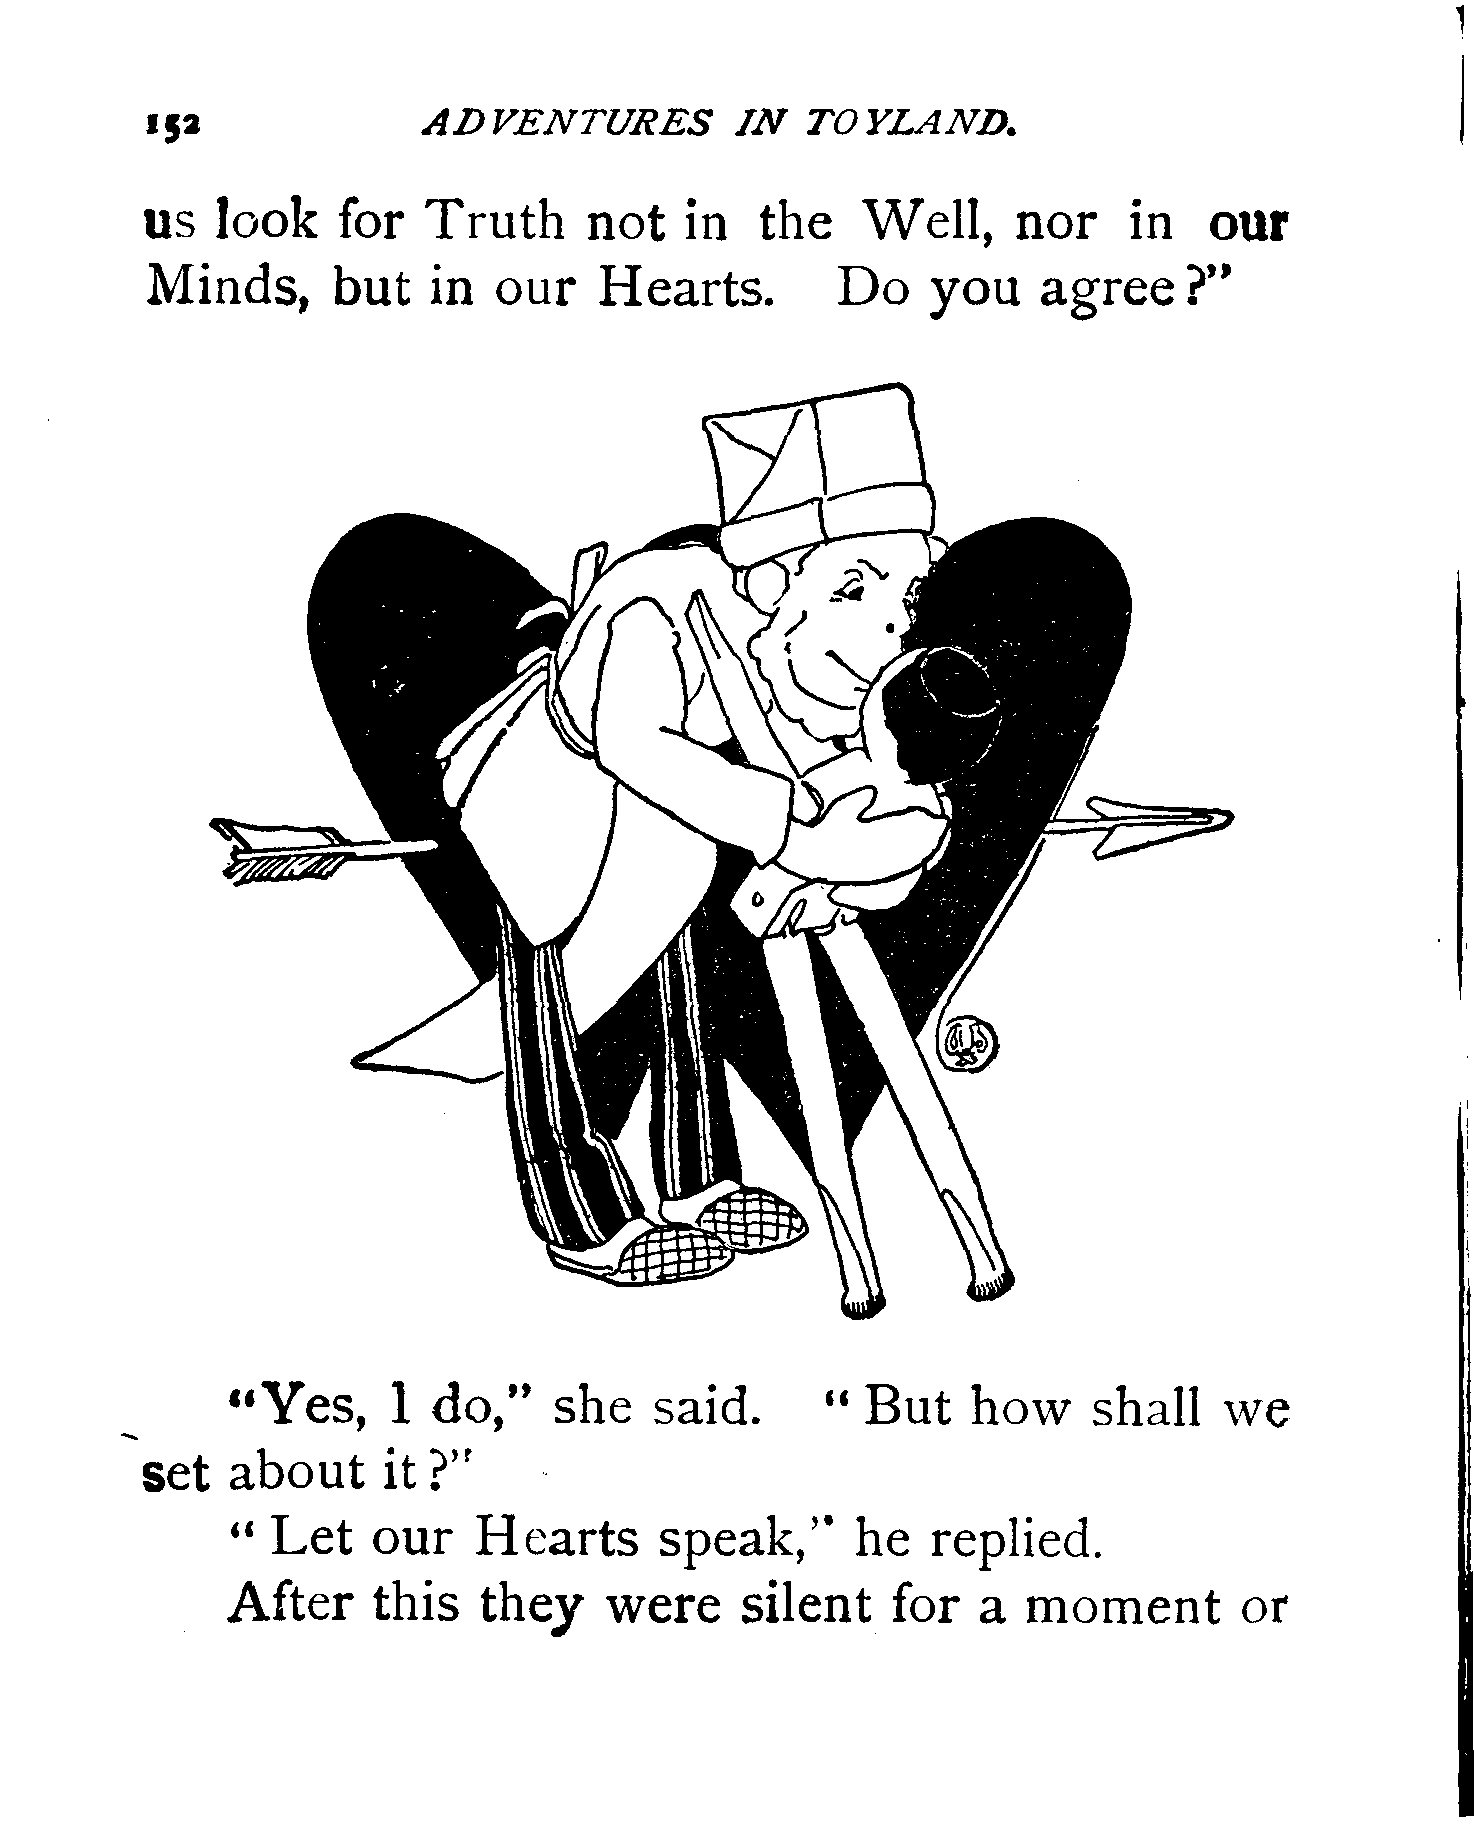 152 ADVENTURES IN TOYLAND.
us look for Truth not in the Well, nor in our
Minds, but in our Hearts. Do you agree?"
"Yes, I do," she said. "But how shall we
set about it?"
"Let our Hearts speak," he replied.
After this they were silent for a moment or